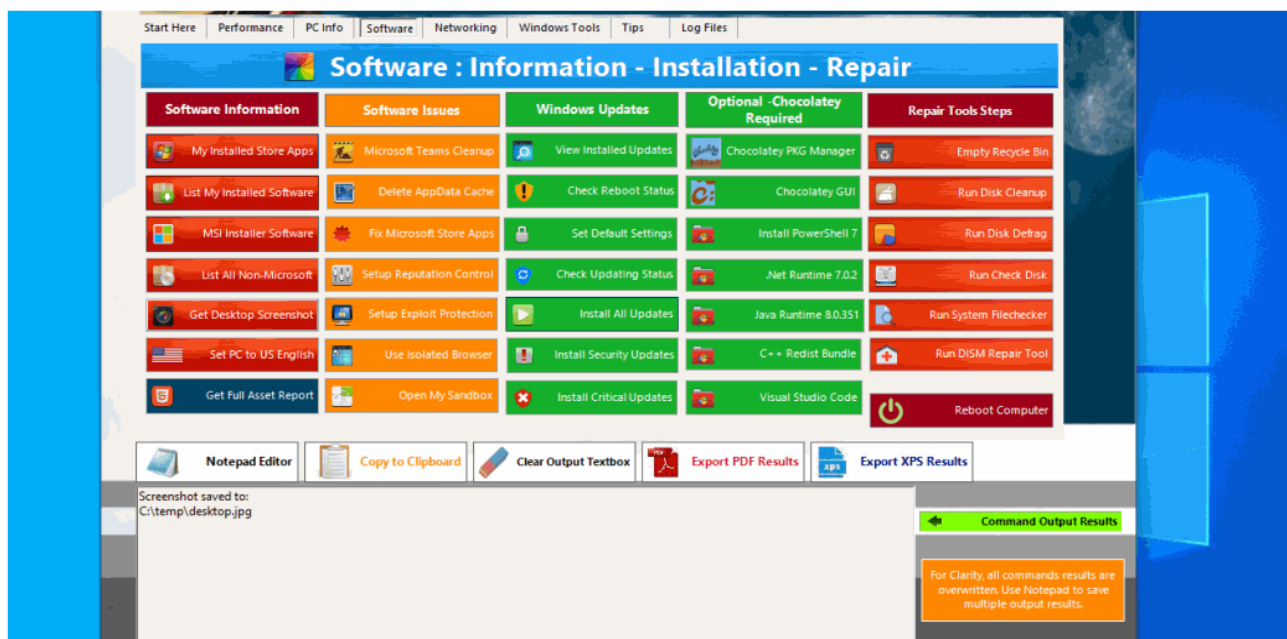 Start Here
Performance
PC Info
Software
Networking
Windows Tools
Tips
Log Files
Software : Information - Installation - Repair
Software Information
My Installed Store Apps
List My Installed Software
MSI Installer Software
List All Non-Microsoft
Get Desktop Screenshot
Set PC to US English
Get Full Asset Report
Software Issues
Microsoft Teams Cleanup
Delete AppData Cache
Fix Microsoft Store Apps
Setup Reputation Control
Setup Exploit Protection
Use Isolated Browser
Open My Sandbox
Windows Updates
View Installed Updates
Check Reboot Status
Set Default Settings
Check Updating Status
Install All Updates
Install Security Updates
Install Critical Updates
Optional -Chocolatey
Required
Chocolatey PKG Manager
Chocolatey GUI
Install PowerShell 7
.Net Runtime 7.0.2
Java Runtime 8.0.351
C++ Redist Bundle
Visual Studio Code
Repair Tools Steps
Empty Recycle Bin
Run Disk Cleanup
Run Disk Defrag
Run Check Disk
Run System Filechecker
Run DISM Repair Tool
Reboot Computer
Notepad Editor
Copy to Clipboard
Clear Output Textbox
PDF
Export PDF Results
XPS
Export XPS Results
Screenshot saved to:
C:\temp\desktop.jpg
Command Output Results
For Clarity, all commands results are
overwritten. Use Notepad to save
multiple output results.